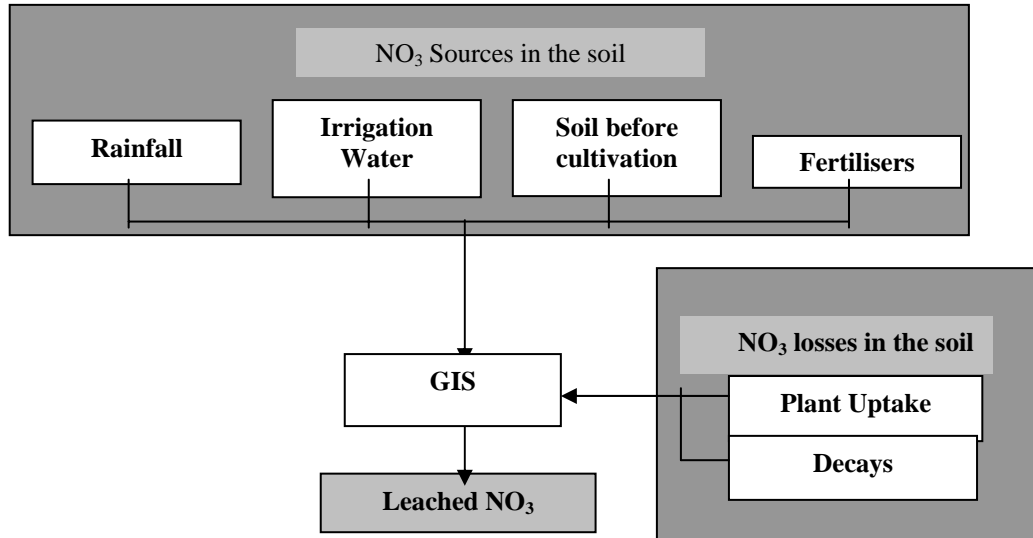 NO₃ Sources in the soil
Rainfall
Irrigation
Water
Soil before
cultivation
Fertilisers
GIS
NO₃ losses in the soil
Plant Uptake
Decays
Leached NO₃